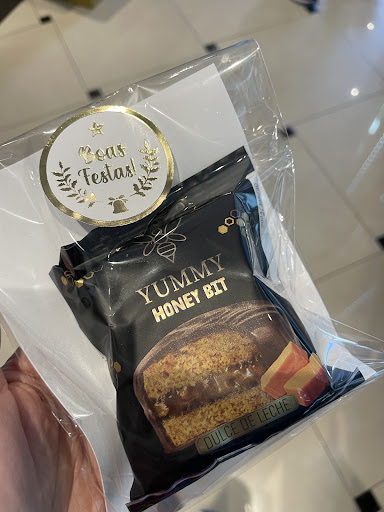 Boas
Festas!
YUMMY
HONEY BIT
DULCE DE LECHE